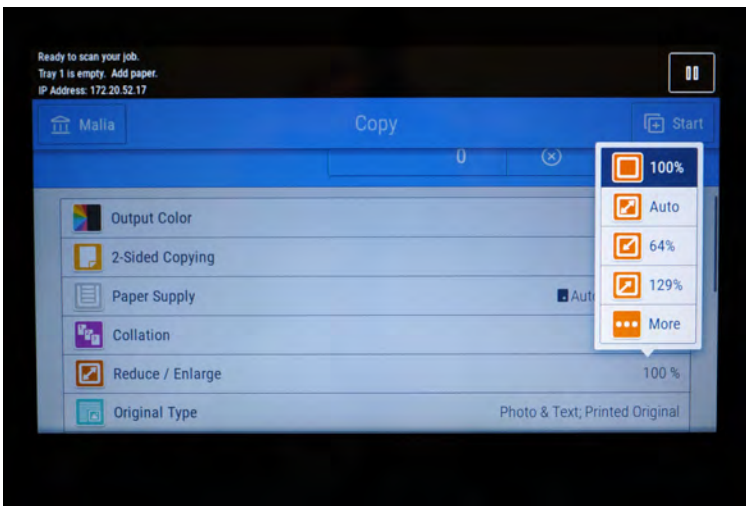 Ready to scan your job.
Tray 1 is empty. Add paper.
IP Address: 172.20.52.17
Malia
Copy
Start
0
100%
Output Color
Auto
2-Sided Copying
64%
Paper Supply
Auto
129%
Collation
More
Reduce / Enlarge
100 %
Original Type
Photo & Text; Printed Original